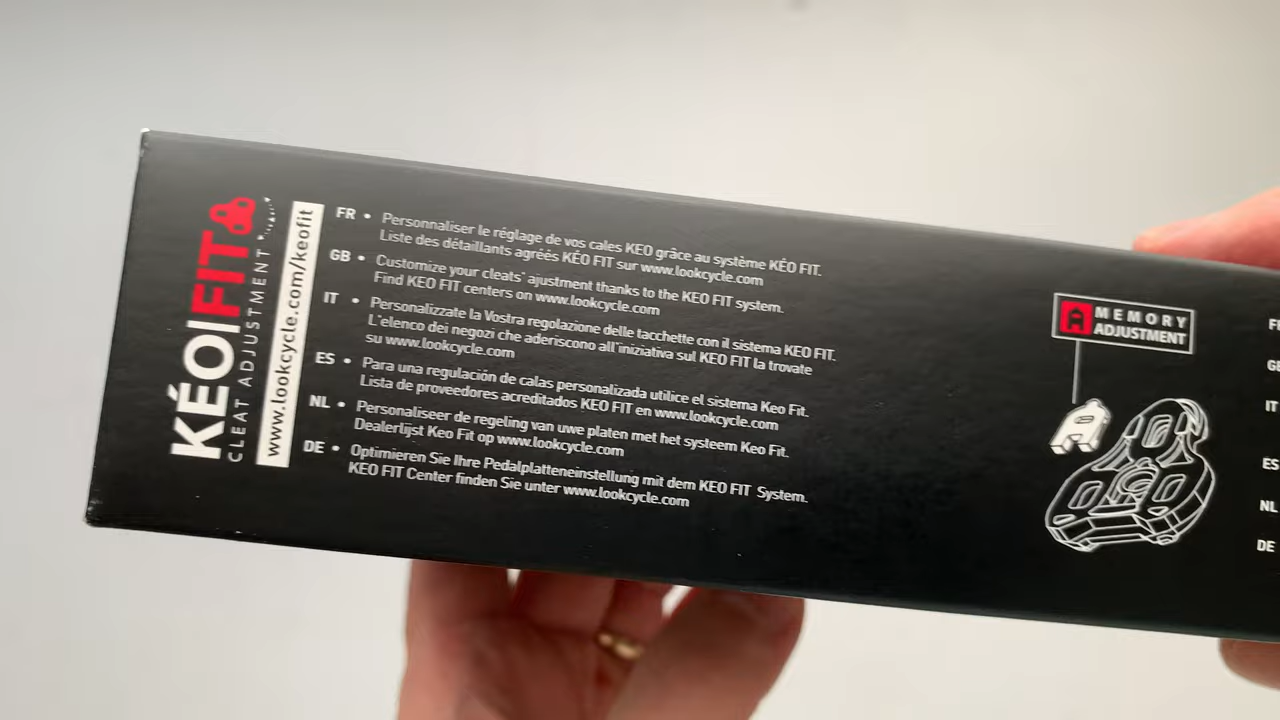 KÉO|FIT
CLEAT ADJUSTMENT
www.lookcycle.com/keofit
FR • Personnaliser le réglage de vos cales KEO grâce au système KÉO FIT.
Liste des détaillants agréés KÉO FIT sur www.lookcycle.com
GB • Customize your cleats' ajustment thanks to the KEO FIT system.
Find KEO FIT centers on www.lookcycle.com
IT • Personalizzate la Vostra regolazione delle tacchette con il sistema KEO FIT.
L'elenco dei negozi che aderiscono all'iniziativa sul KEO FIT la trovate
su www.lookcycle.com
ES • Para una regulación de calas personalizada utilice el sistema Keo Fit.
Lista de proveedores acreditados KEO FIT en www.lookcycle.com
NL • Personaliseer de regeling van uwe platen met het systeem Keo Fit.
Dealerlijst Keo Fit op www.lookcycle.com
DE • Optimieren Sie Ihre Pedalplatteneinstellung mit dem KEO FIT System.
KEO FIT Center finden Sie unter www.lookcycle.com
MEMORY
ADJUSTMENT
IT
ES
NL
DE